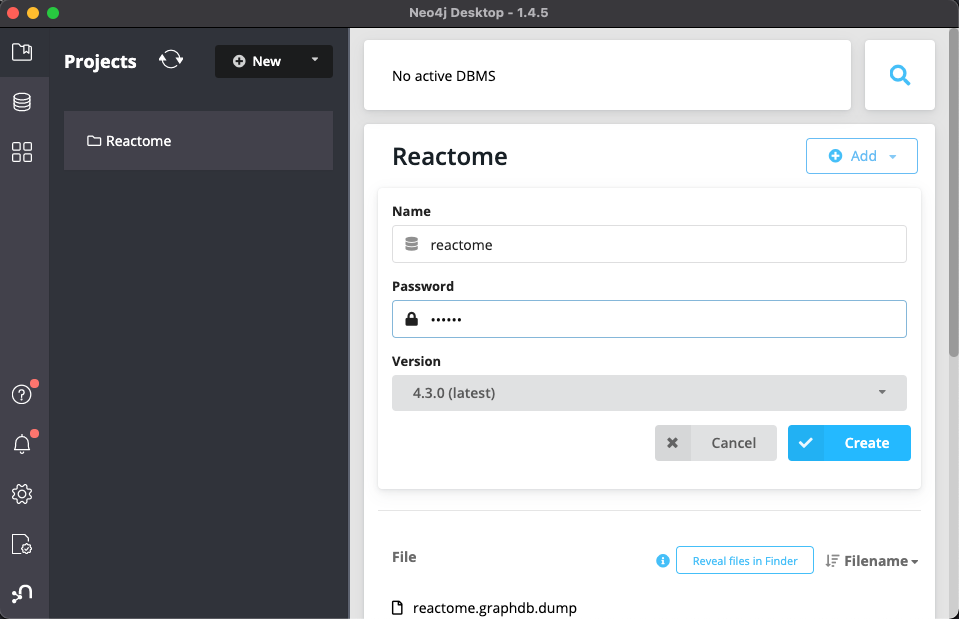 Neo4j Desktop - 1.4.5
Projects
New
Reactome
No active DBMS
Reactome
Add
Name
reactome
Password
••••••
Version
4.3.0 (latest)
Cancel
Create
File
Reveal files in Finder
Filename
reactome.graphdb.dump